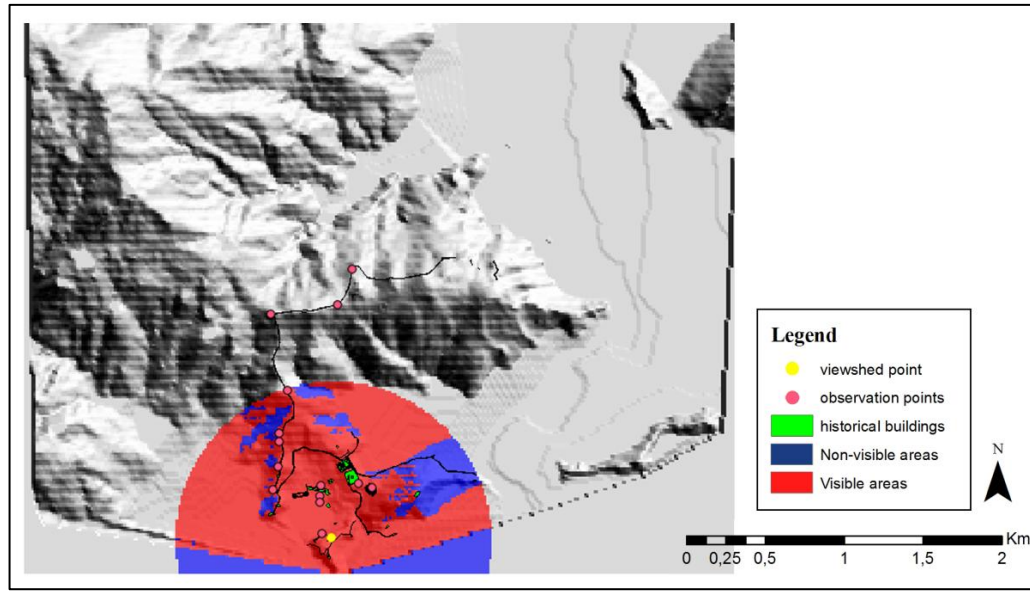 Legend
viewshed point
observation points
historical buildings
Non-visible areas
Visible areas
N
Km
0 0,25 0,5 1 1,5 2